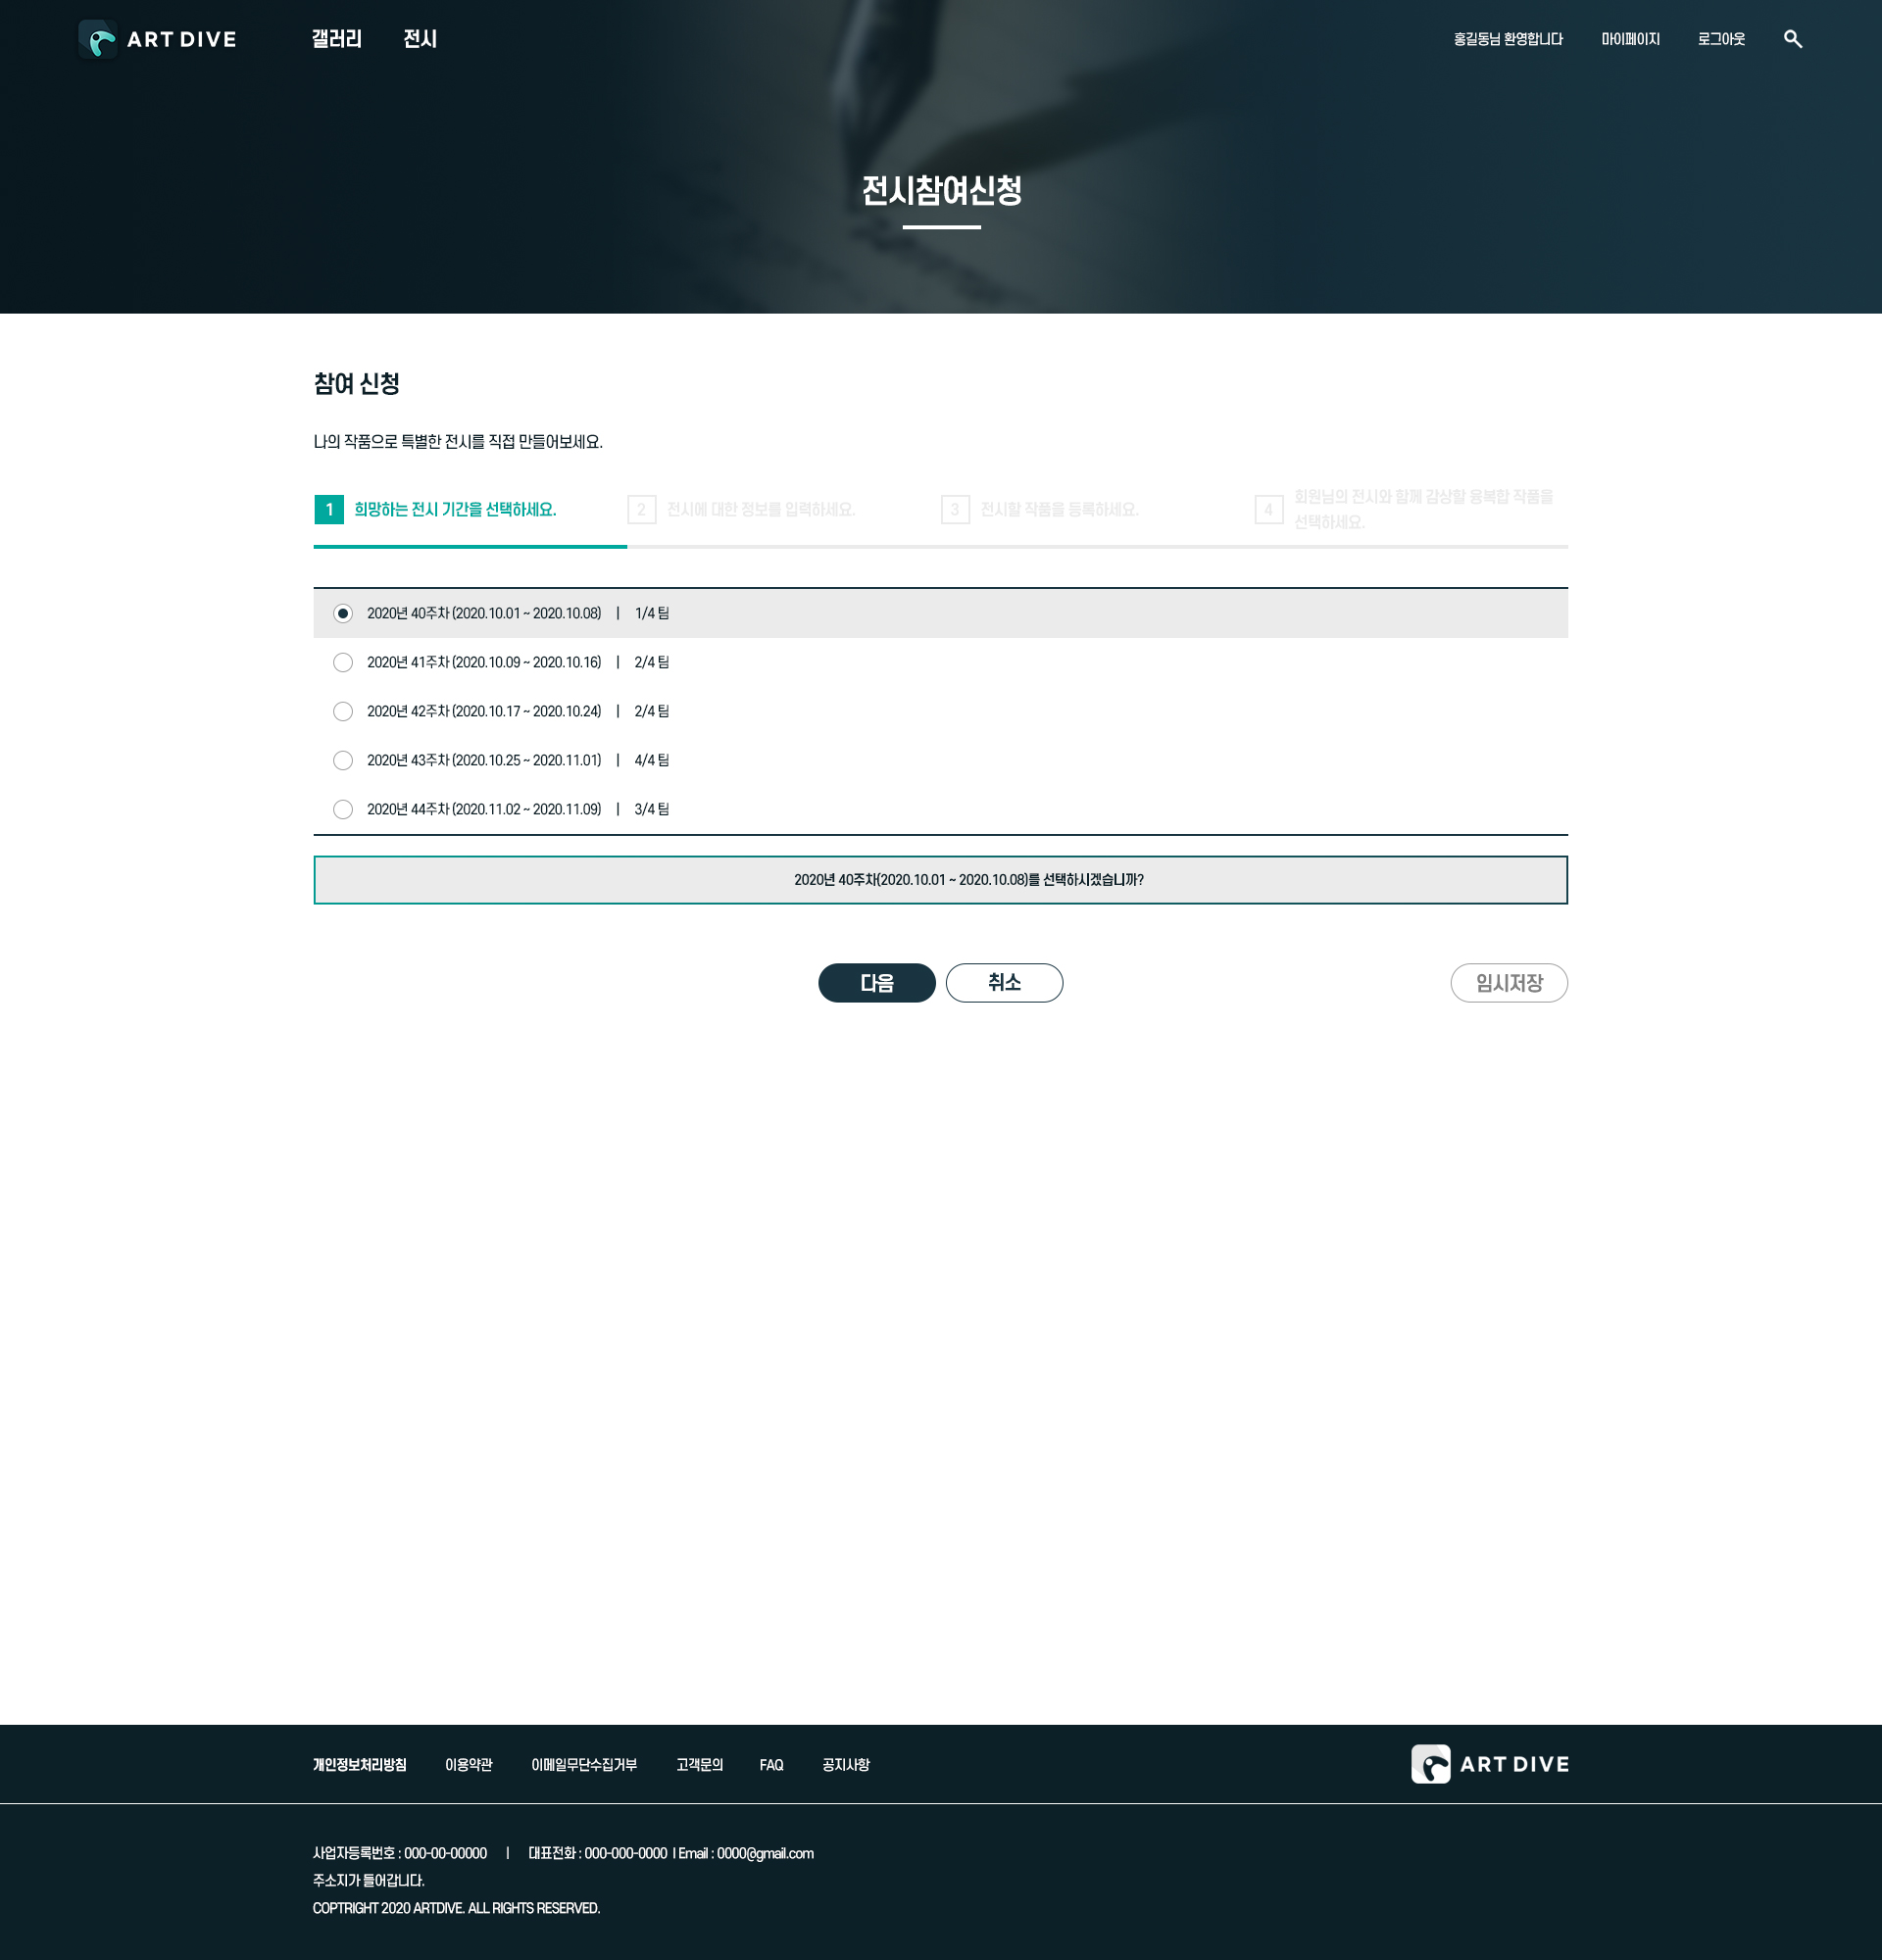 ART DIVE
갤러리
전시
홍길동님 환영합니다
마이페이지
로그아웃
전시참여신청
참여 신청
나의 작품으로 특별한 전시를 직접 만들어보세요.
1 희망하는 전시 기간을 선택하세요.
2 전시에 대한 정보를 입력하세요.
3 전시할 작품을 등록하세요.
4 회원님의 전시와 함께 감상할 융복합 작품을
선택하세요.
2020년 40주차 (2020.10.01 ~ 2020.10.08) | 1/4 팀
2020년 41주차 (2020.10.09 ~ 2020.10.16) | 2/4 팀
2020년 42주차 (2020.10.17 ~ 2020.10.24) | 2/4 팀
2020년 43주차 (2020.10.25 ~ 2020.11.01) | 4/4 팀
2020년 44주차 (2020.11.02 ~ 2020.11.09) | 3/4 팀
2020년 40주차(2020.10.01 ~ 2020.10.08)를 선택하시겠습니까?
다음
취소
임시저장
개인정보처리방침
이용약관
이메일무단수집거부
고객문의
FAQ
공지사항
ART DIVE
사업자등록번호 : 000-00-00000 | 대표전화 : 000-000-0000 | Email : 0000@gmail.com
주소지가 들어갑니다.
COPTRIGHT 2020 ARTDIVE. ALL RIGHTS RESERVED.